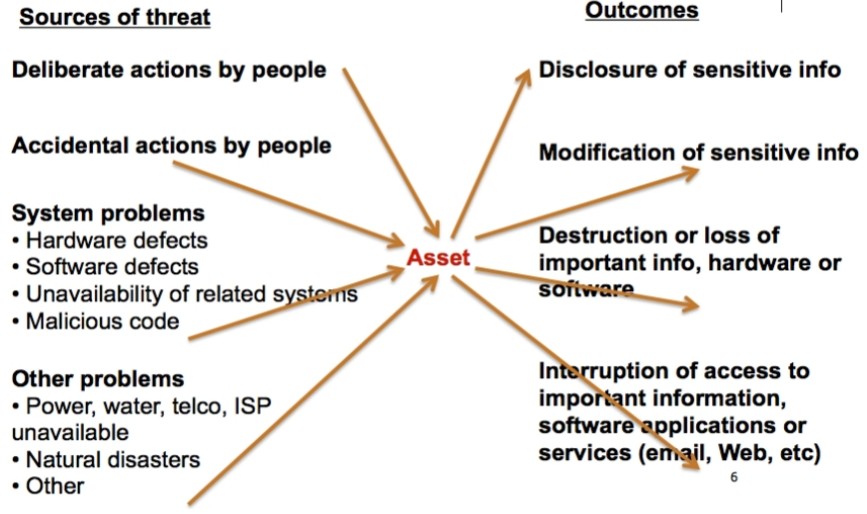 Sources of threat
Deliberate actions by people
Accidental actions by people
System problems
• Hardware defects
• Software defects
• Unavailability of related systems
• Malicious code
Other problems
• Power, water, telco, ISP
unavailable
• Natural disasters
• Other
Asset
Outcomes
Disclosure of sensitive info
Modification of sensitive info
Destruction or loss of
important info, hardware or
software
Interruption of access to
important information,
software applications or
services (email, Web, etc)
6